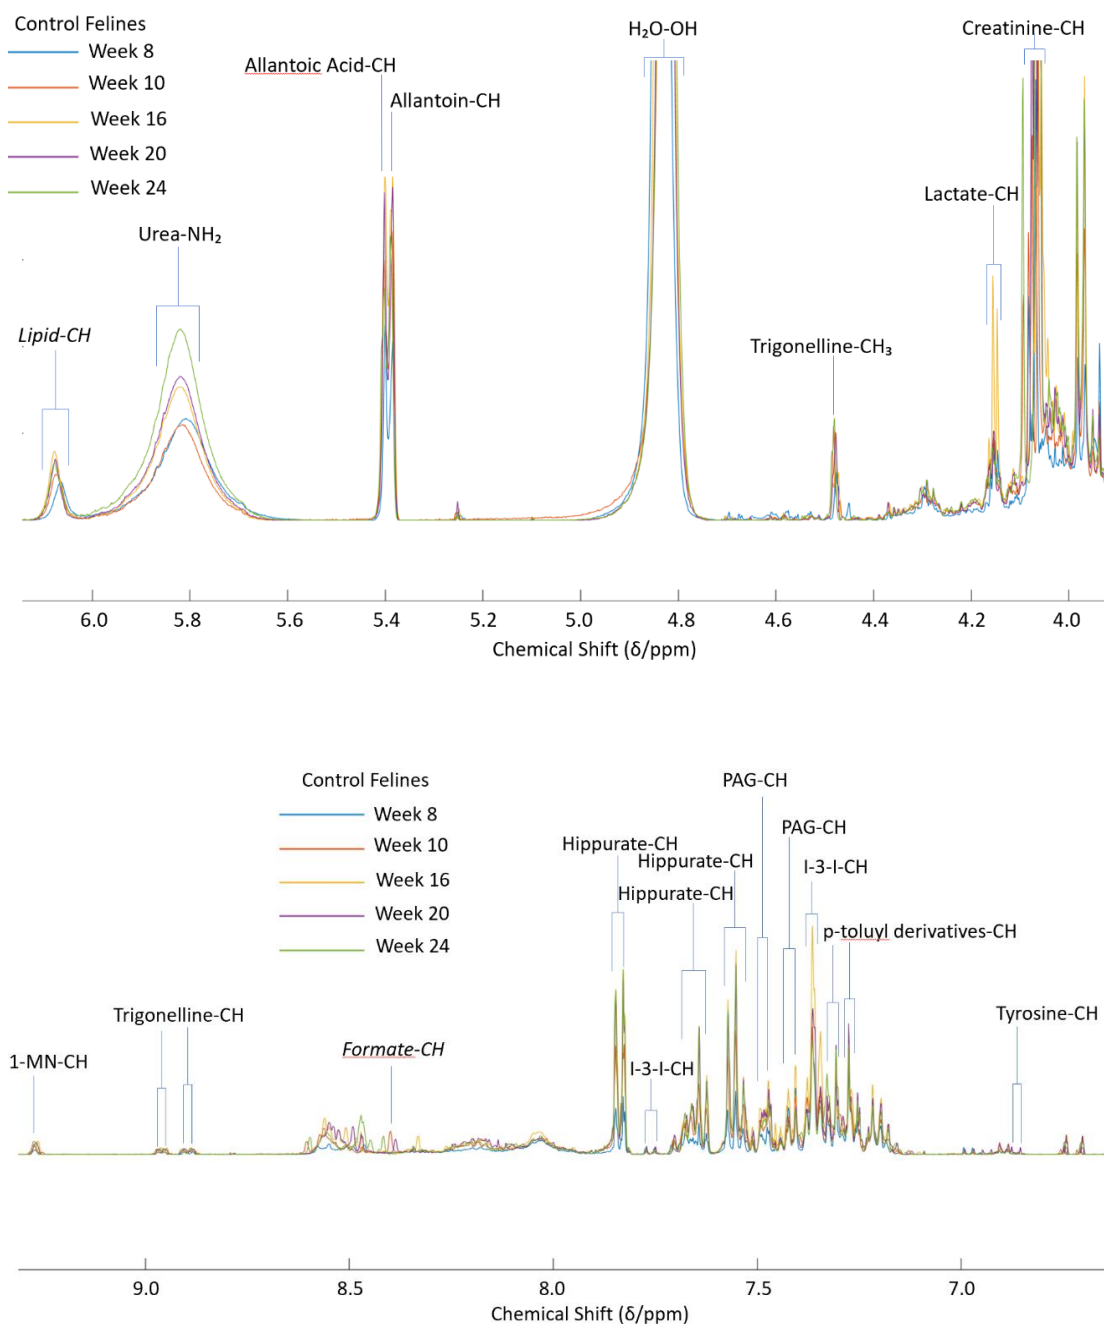 Control Felines
Week 8
Week 10
Week 16
Week 20
Week 24
H₂O-OH
Creatinine-CH
Allantoic Acid-CH
Allantoin-CH
Lactate-CH
Urea-NH₂
Lipid-CH
Trigonelline-CH₃
6.0 5.8 5.6 5.4 5.2 5.0 4.8 4.6 4.4 4.2 4.0
Chemical Shift (δ/ppm)
Control Felines
Week 8
Week 10
Week 16
Week 20
Week 24
PAG-CH
PAG-CH
Hippurate-CH
Hippurate-CH
Hippurate-CH
I-3-I-CH
p-toluyl derivatives-CH
Trigonelline-CH
Tyrosine-CH
Formate-CH
1-MN-CH
I-3-I-CH
9.0 8.5 8.0 7.5 7.0
Chemical Shift (δ/ppm)